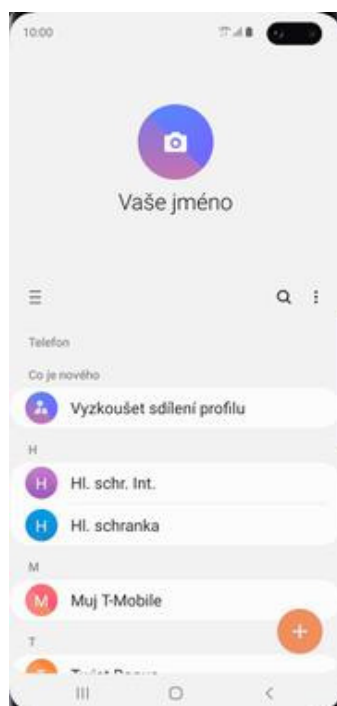 10:00
Vaše jméno
Telefon
Co je nového
Vyzkoušet sdílení profilu
H
H
Hl. schr. Int.
H
Hl. schranka
M
M
Muj T-Mobile
T